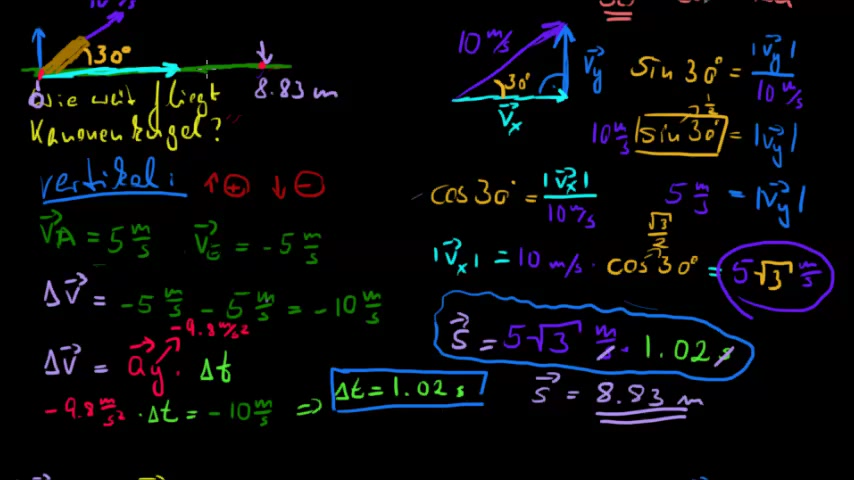 10 m/s
30°
8.83 m
Wie weit fliegt
Kanonenkugel?
vertikal: ↑ ⊕ ↓ ⊖
v⃗A = 5 m/s v⃗E = -5 m/s
Δv⃗ = -5 m/s - 5 m/s = -10 m/s
-9.8 m/s²
Δv⃗ = a⃗y · Δt
-9.8 m/s² · Δt = -10 m/s ⇒ Δt = 1.02 s
10 m/s
30°
v⃗y
v⃗x
sin 30° = |v⃗y| / 10 m/s
1/2
10 m/s sin 30° = |v⃗y|
5 m/s = |v⃗y|
cos 30° = |v⃗x| / 10 m/s
√3/2
|v⃗x| = 10 m/s · cos 30° = 5√3 m/s
s⃗ = 5√3 m/s · 1.02 s
s⃗ = 8.83 m